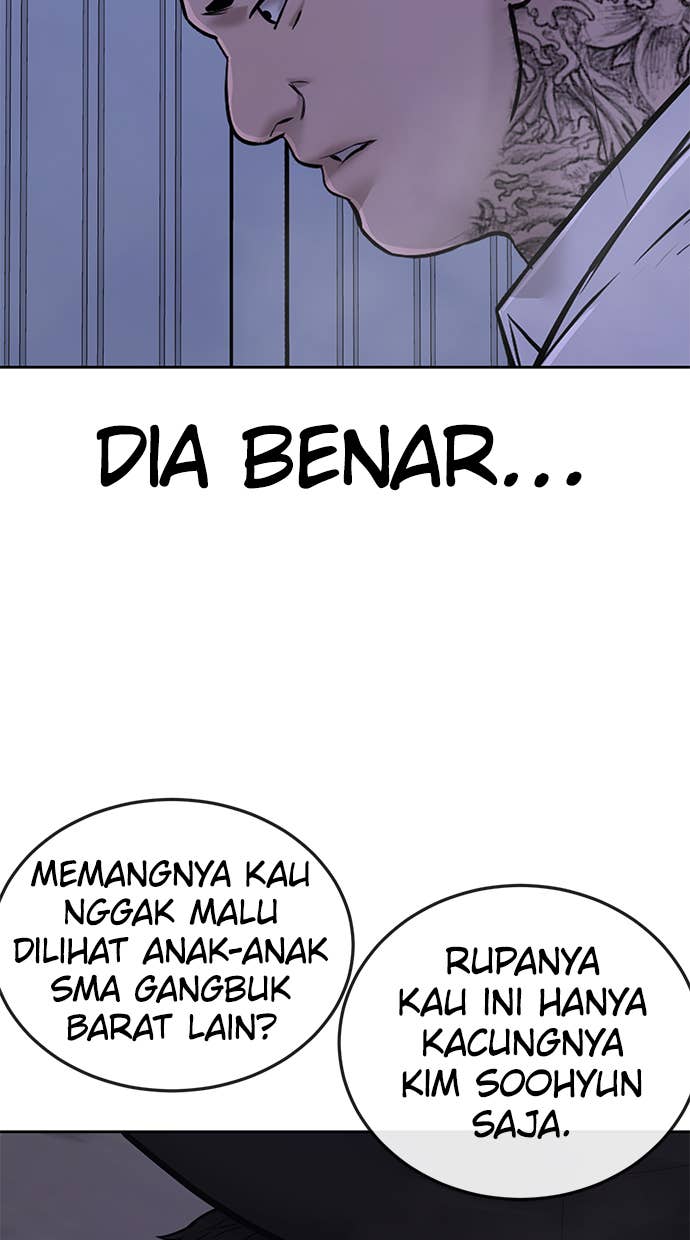 DIA BENAR...
MEMANGNYA KAU
NGGAK MALU
DILIHAT ANAK-ANAK
SMA GANGBUK
BARAT LAIN?
RUPANYA
KAU INI HANYA
KACUNGNYA
KIM SOOHYUN
SAJA.